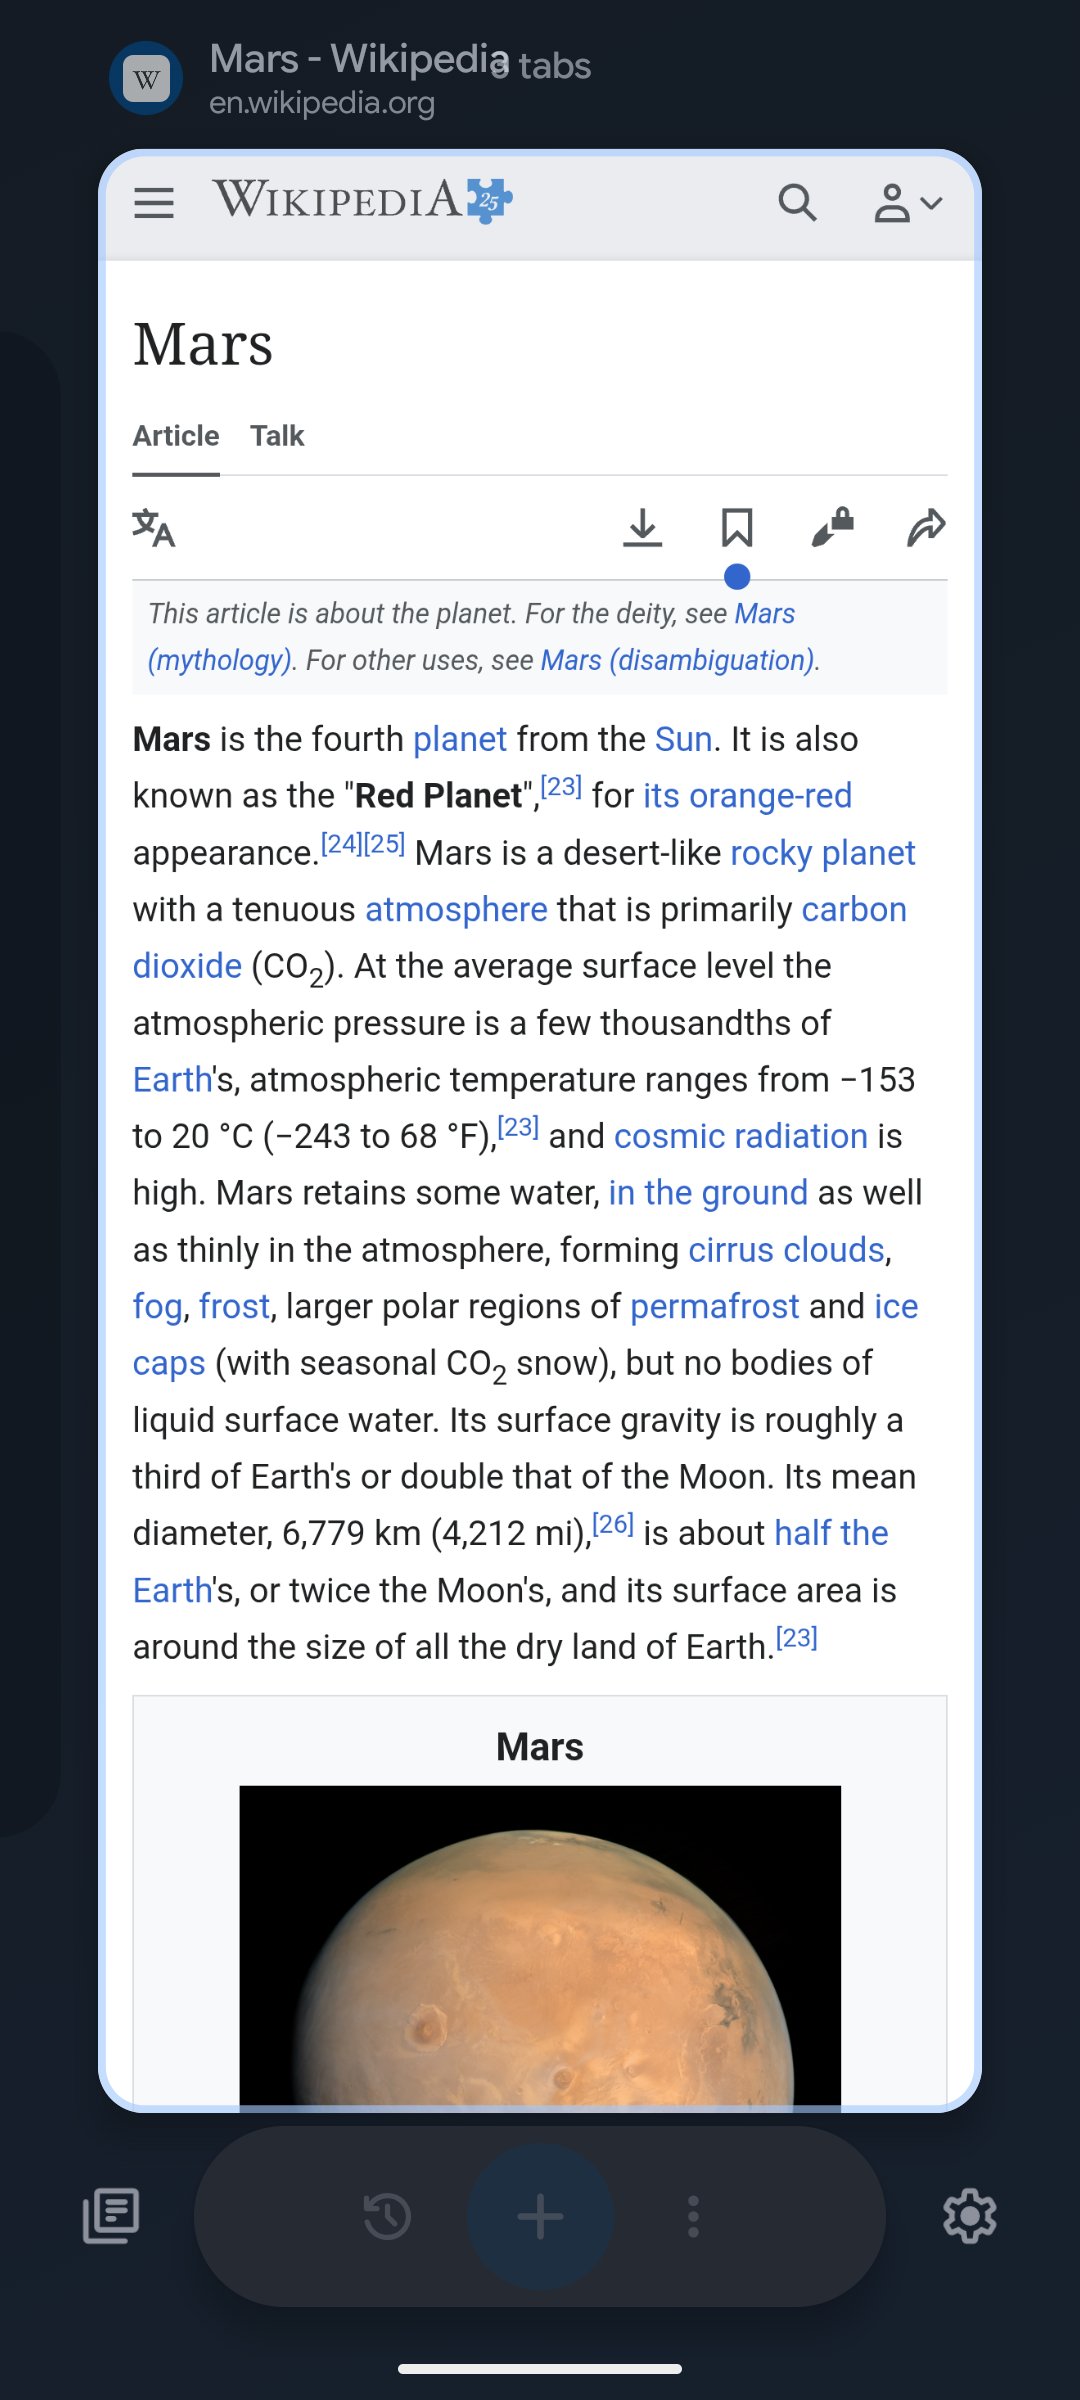 Mars - Wikipedia
tabs
en.wikipedia.org
WIKIPEDIA 25
Mars
Article Talk
This article is about the planet. For the deity, see Mars
(mythology). For other uses, see Mars (disambiguation).
Mars is the fourth planet from the Sun. It is also
known as the "Red Planet",[23] for its orange-red
appearance.[24][25] Mars is a desert-like rocky planet
with a tenuous atmosphere that is primarily carbon
dioxide (CO2). At the average surface level the
atmospheric pressure is a few thousandths of
Earth's, atmospheric temperature ranges from −153
to 20 °C (−243 to 68 °F),[23] and cosmic radiation is
high. Mars retains some water, in the ground as well
as thinly in the atmosphere, forming cirrus clouds,
fog, frost, larger polar regions of permafrost and ice
caps (with seasonal CO2 snow), but no bodies of
liquid surface water. Its surface gravity is roughly a
third of Earth's or double that of the Moon. Its mean
diameter, 6,779 km (4,212 mi),[26] is about half the
Earth's, or twice the Moon's, and its surface area is
around the size of all the dry land of Earth.[23]
Mars